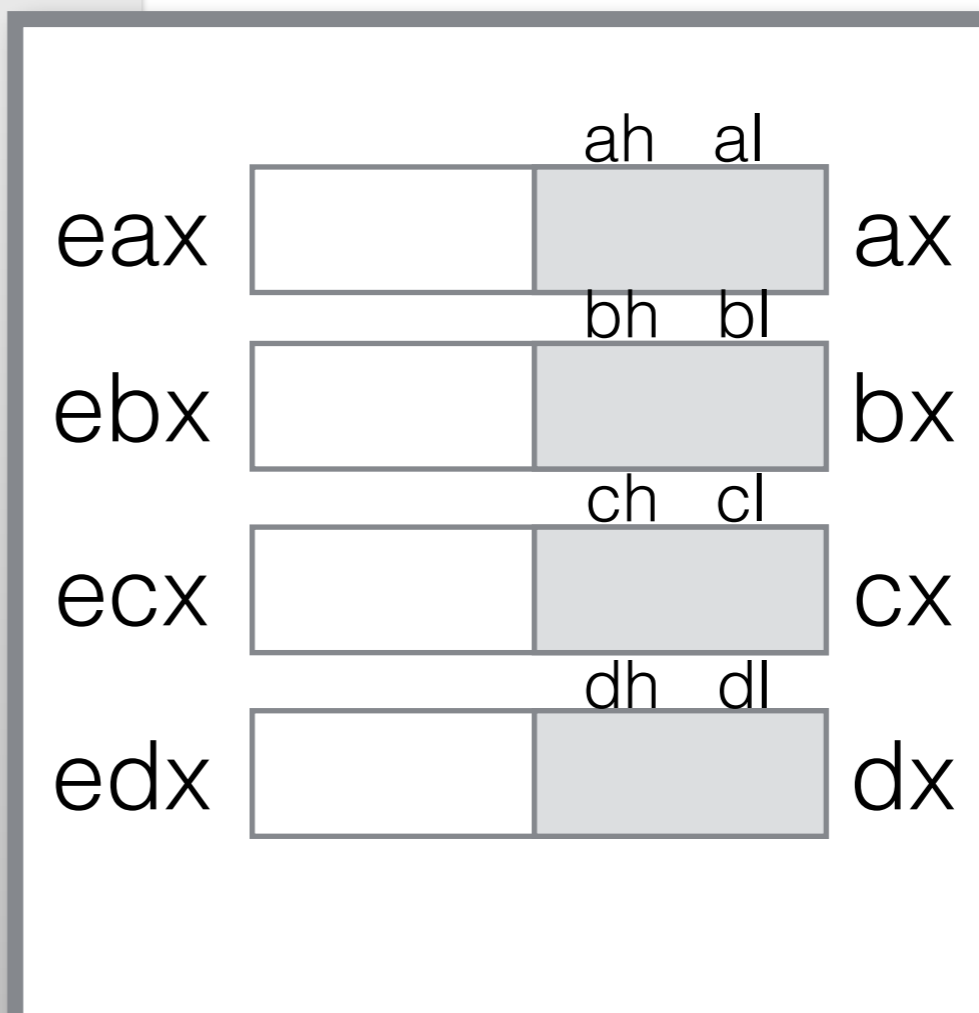 ah al
eax ax
bh bl
ebx bx
ch cl
ecx cx
dh dl
edx dx